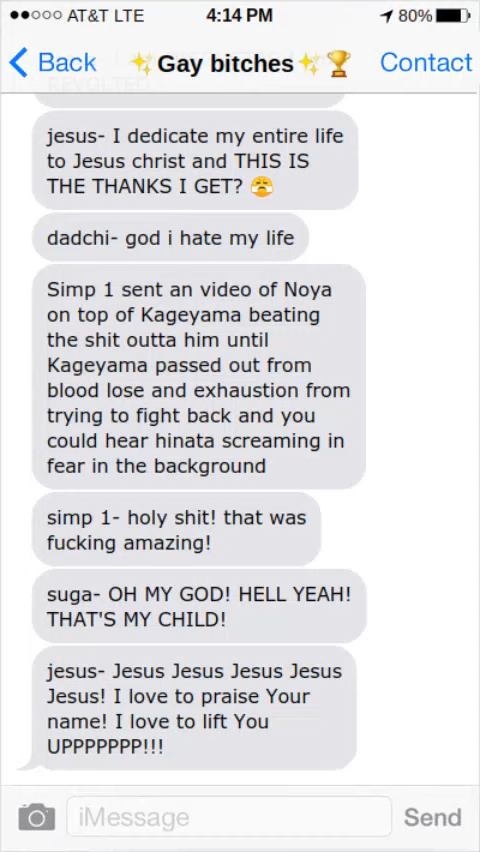 AT&T LTE 4:14 PM 80%
Back ✨Gay bitches✨🏆 Contact
jesus- I dedicate my entire life
to Jesus christ and THIS IS
THE THANKS I GET? 😤
dadchi- god i hate my life
Simp 1 sent an video of Noya
on top of Kageyama beating
the shit outta him until
Kageyama passed out from
blood lose and exhaustion from
trying to fight back and you
could hear hinata screaming in
fear in the background
simp 1- holy shit! that was
fucking amazing!
suga- OH MY GOD! HELL YEAH!
THAT'S MY CHILD!
jesus- Jesus Jesus Jesus Jesus
Jesus! I love to praise Your
name! I love to lift You
UPPPPPPP!!!
iMessage Send